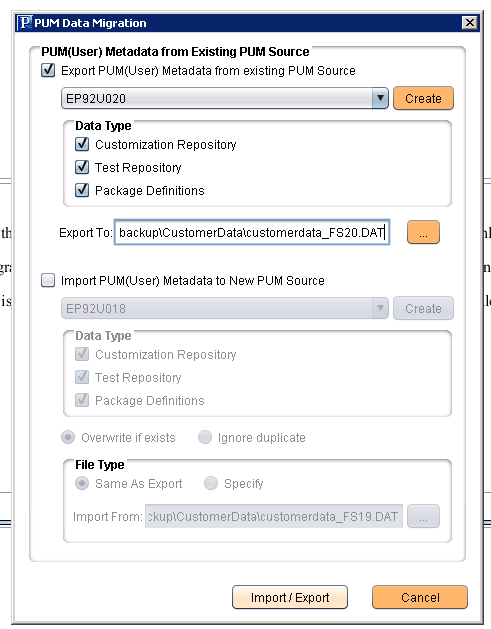 PUM Data Migration
PUM(User) Metadata from Existing PUM Source
Export PUM(User) Metadata from existing PUM Source
EP92U020
Create
Data Type
Customization Repository
Test Repository
Package Definitions
Export To: backup\CustomerData\customerdata_FS20.DAT ...
Import PUM(User) Metadata to New PUM Source
EP92U018
Create
Data Type
Customization Repository
Test Repository
Package Definitions
Overwrite if exists
Ignore duplicate
File Type
Same As Export
Specify
Import From: ckup\CustomerData\customerdata_FS19.DAT ...
Import / Export
Cancel